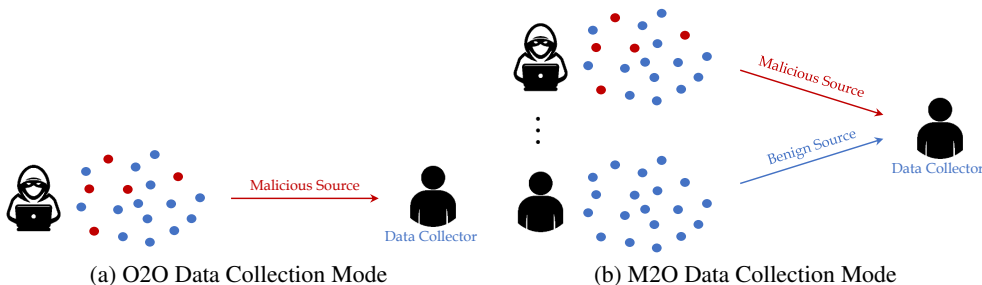 Malicious Source
Data Collector
(a) O2O Data Collection Mode
Malicious Source
Benign Source
Data Collector
(b) M2O Data Collection Mode